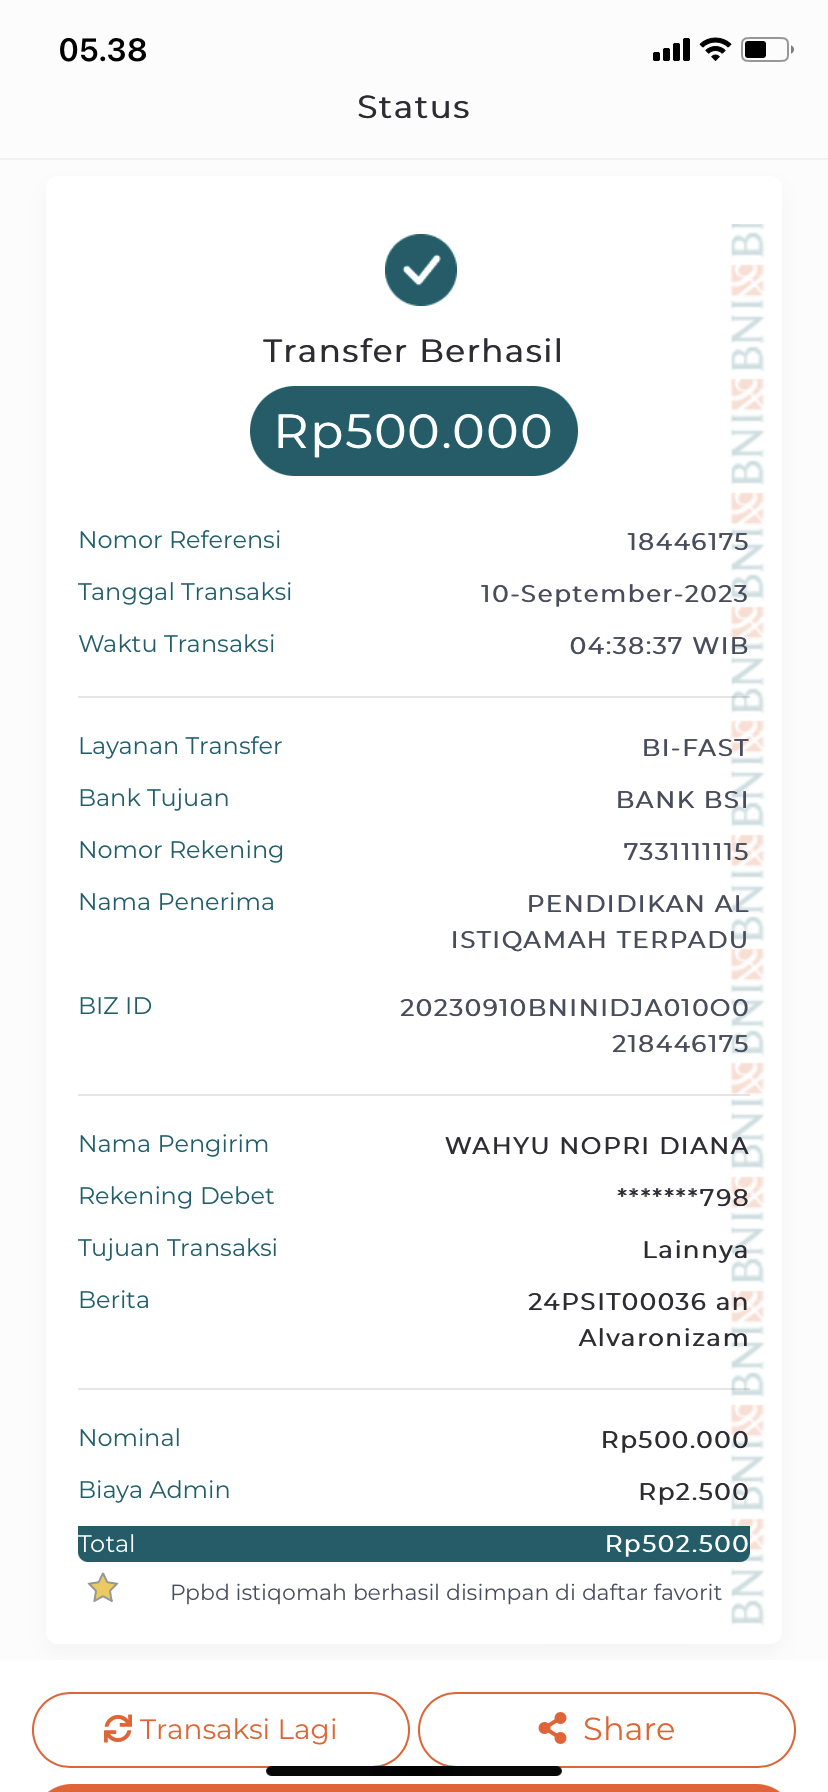 05.38
Status
Transfer Berhasil
Rp500.000
Nomor Referensi 18446175
Tanggal Transaksi 10-September-2023
Waktu Transaksi 04:38:37 WIB
Layanan Transfer BI-FAST
Bank Tujuan BANK BSI
Nomor Rekening 7331111115
Nama Penerima PENDIDIKAN AL
ISTIQAMAH TERPADU
BIZ ID 20230910BNINIDJA010O0
218446175
Nama Pengirim WAHYU NOPRI DIANA
Rekening Debet *******798
Tujuan Transaksi Lainnya
Berita 24PSIT00036 an
Alvaronizam
Nominal Rp500.000
Biaya Admin Rp2.500
Total Rp502.500
Ppbd istiqomah berhasil disimpan di daftar favorit
Transaksi Lagi
Share
BNI BNI BNI BNI BNI BNI BNI BNI BNI BNI BNI BNI BI